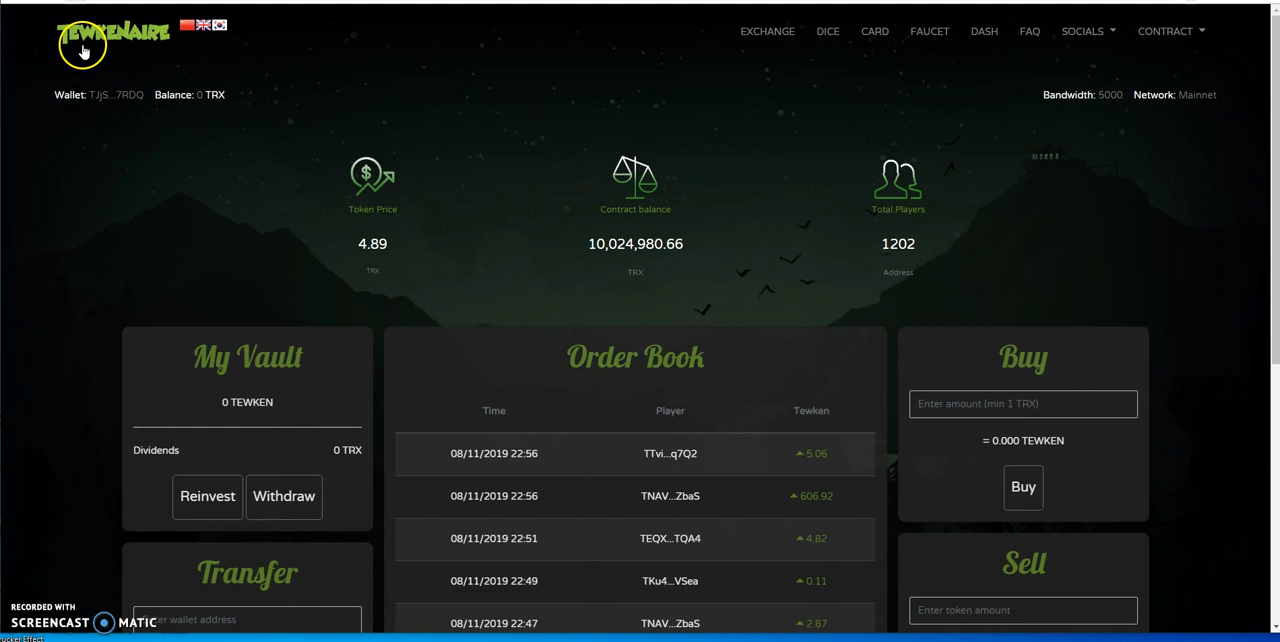 TEWKENAIRE
EXCHANGE DICE CARD FAUCET DASH FAQ SOCIALS CONTRACT
Wallet: TJjS...7RDQ Balance: 0 TRX
Bandwidth: 5000 Network: Mainnet
Token Price
4.89
TRX
Contract balance
10,024,980.66
TRX
Total Players
1202
Address
My Vault
0 TEWKEN
Dividends 0 TRX
Reinvest Withdraw
Transfer
er wallet address
Order Book
Time Player Tewken
08/11/2019 22:56 TTvi...q7Q2 5.06
08/11/2019 22:56 TNAV...ZbaS 606.92
08/11/2019 22:51 TEQX...TQA4 4.82
08/11/2019 22:49 TKu4...VSea 0.11
08/11/2019 22:47 TNAV...ZbaS 2.87
Buy
Enter amount (min 1 TRX)
= 0.000 TEWKEN
Buy
Sell
Enter token amount
RECORDED WITH
SCREENCAST MATIC
rucker Effect